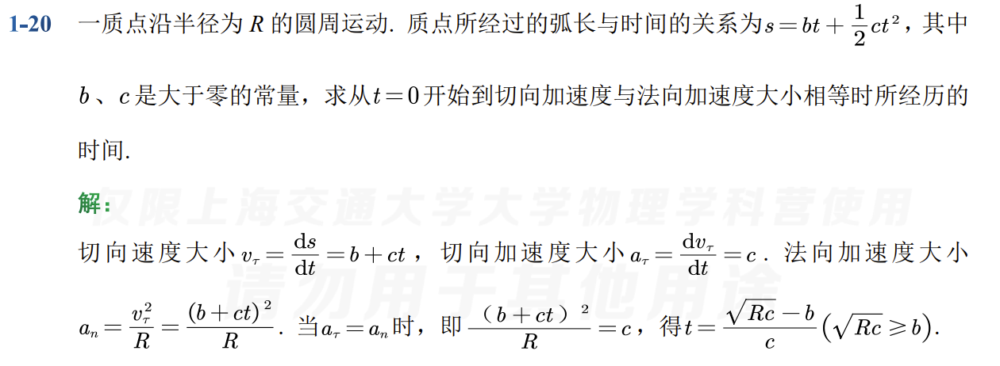 1-20 一质点沿半径为 R 的圆周运动. 质点所经过的弧长与时间的关系为 $s=bt+\frac{1}{2}ct^2$，其中
b、c 是大于零的常量，求从 $t=0$ 开始到切向加速度与法向加速度大小相等时所经历的
时间.
解：
仅限上海交通大学大学物理学科营使用
切向速度大小 $v_\tau=\frac{\mathrm{d}s}{\mathrm{d}t}=b+ct$，切向加速度大小 $a_\tau=\frac{\mathrm{d}v_\tau}{\mathrm{d}t}=c$. 法向加速度大小
请勿用于其他用途
$a_n=\frac{v_\tau^2}{R}=\frac{(b+ct)^2}{R}$. 当 $a_\tau=a_n$ 时，即 $\frac{（b+ct）^2}{R}=c$，得 $t=\frac{\sqrt{Rc}-b}{c}(\sqrt{Rc}\geqslant b)$.